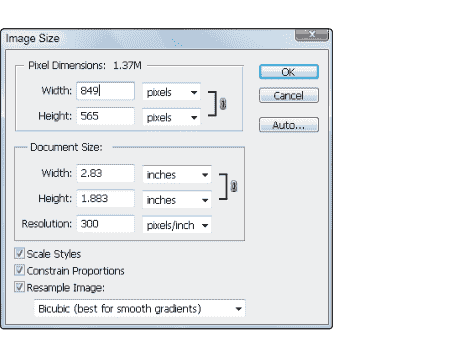 Image Size
Pixel Dimensions: 1.37M
Width: 849 pixels
OK
Height: 565 pixels
Cancel
Auto...
Document Size:
Width: 2.83 inches
Height: 1.883 inches
Resolution: 300 pixels/inch
Scale Styles
Constrain Proportions
Resample Image:
Bicubic (best for smooth gradients)